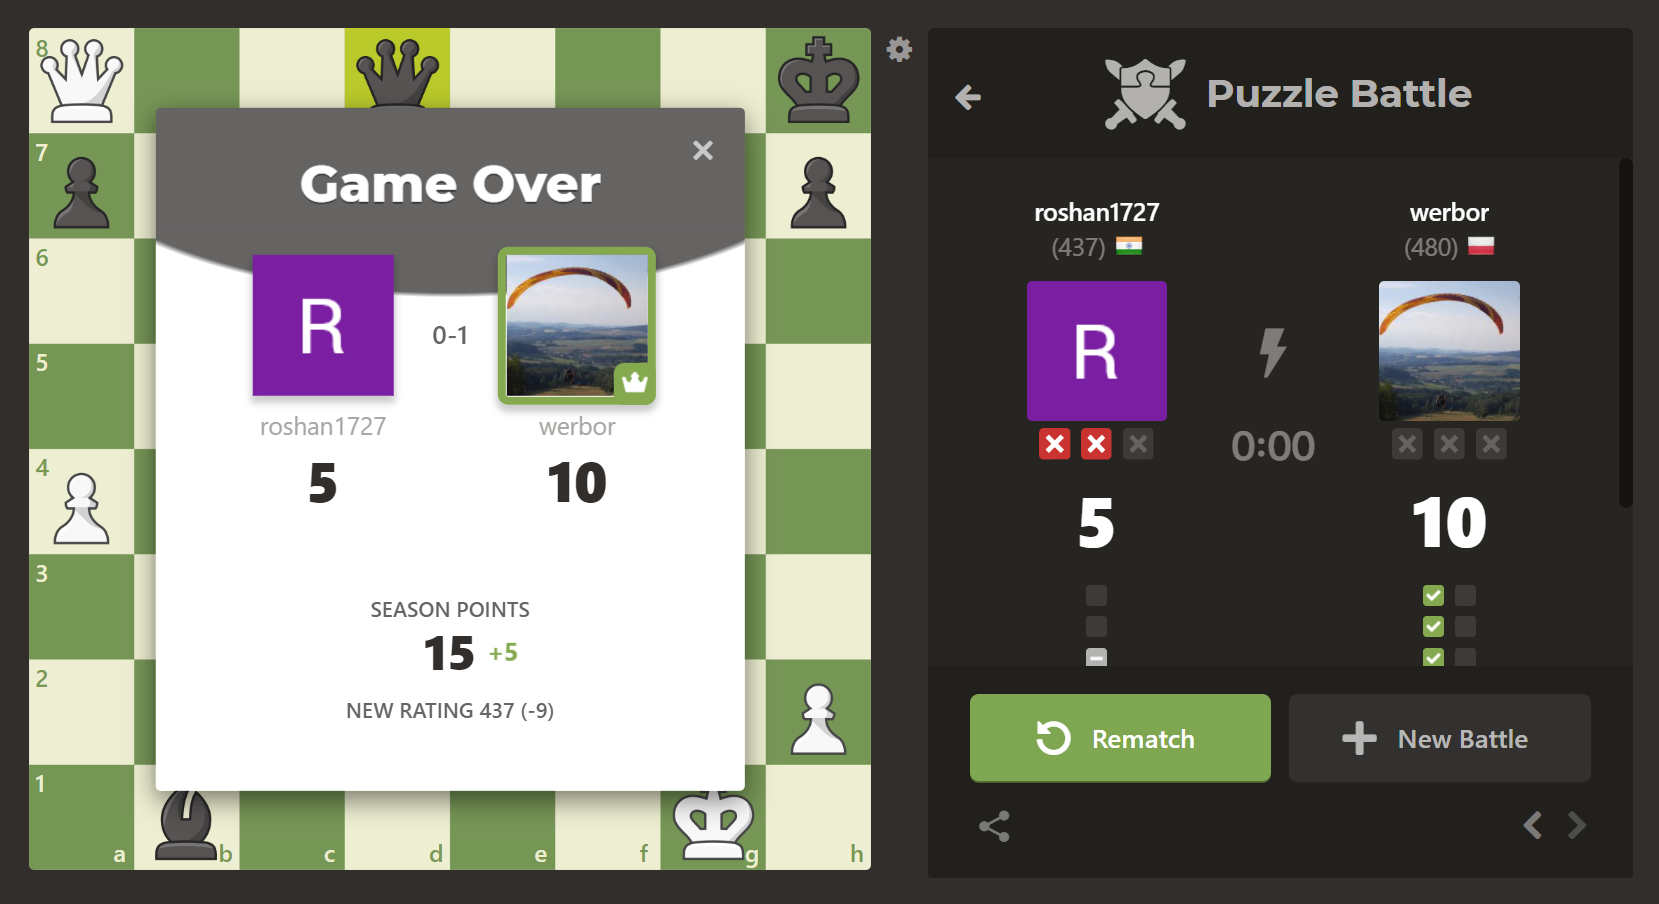 8
7
6
5
4
3
2
1
a
b
c
d
e
f
g
h
Game Over
R
0-1
roshan1727
werbor
5
10
SEASON POINTS
15 +5
NEW RATING 437 (-9)
Puzzle Battle
roshan1727
werbor
(437)
(480)
R
0:00
5
10
Rematch
New Battle